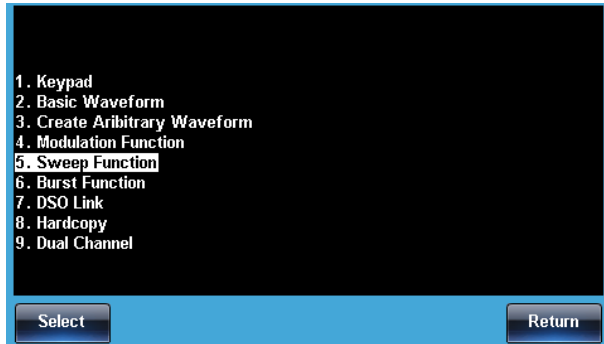 1. Keypad
2. Basic Waveform
3. Create Aribitrary Waveform
4. Modulation Function
5. Sweep Function
6. Burst Function
7. DSO Link
8. Hardcopy
9. Dual Channel
Select
Return